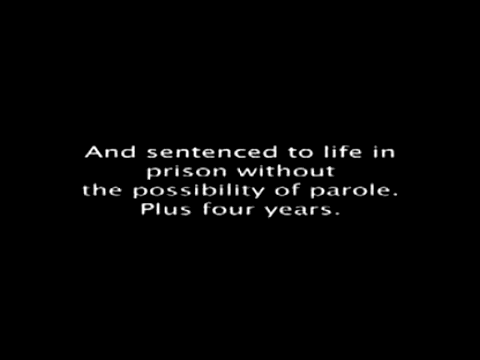 And sentenced to life in
prison without
the possibility of parole.
Plus four years.